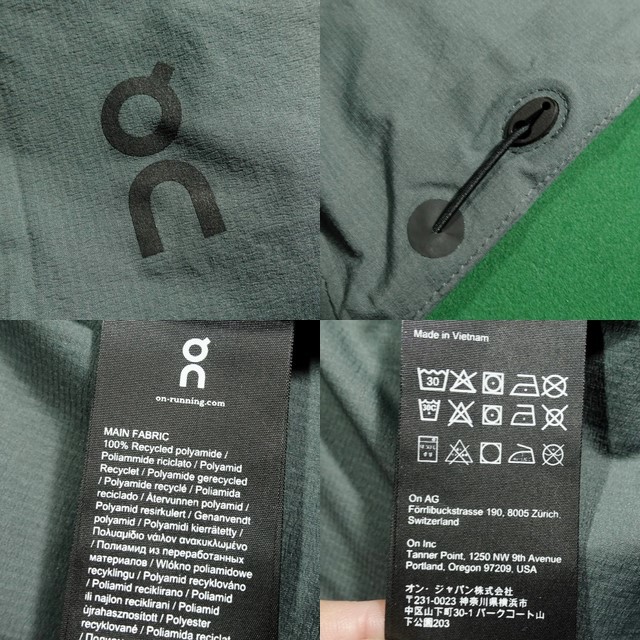 on
on
on-running.com
MAIN FABRIC
100% Recycled polyamide /
Poliammide riciclato / Polyamid
Recyclet / Polyamide gerecycled
/ Polyamide recyclé / Poliamida
reciclado / Återvunnen polyamid /
Polyamid resirkulert / Genanvendt
polyamid / Polyamidi kierrätetty /
Πολυαμίδιο νάιλον ανακυκλωμένο
/ Полиамид из переработанных
материалов / Włókno poliamidowe
recyklingu / Polyamid recyklováno
/ Poliamid reciklirano / Poliamid
ili najlon reciklirani / Polyester
újrahasznosított / Polyester
Made in Vietnam
30
30C
On AG
Förrlibuckstrasse 190, 8005 Zürich,
Switzerland
On Inc
Tanner Point, 1250 NW 9th Avenue
Portland, Oregon 97209, USA
オン・ジャパン株式会社
〒231-0023 神奈川県横浜市
中区山下町30-1 パークコート山
下公園203